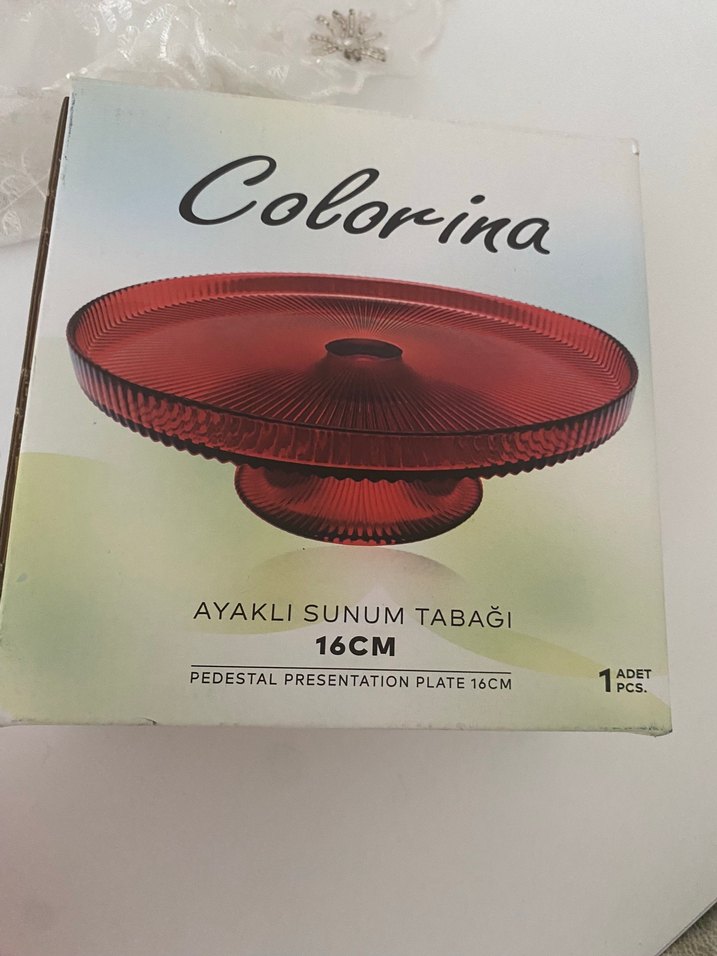 Colorina
AYAKLI SUNUM TABAĞI
16CM
PEDESTAL PRESENTATION PLATE 16CM
1 ADET
PCS.